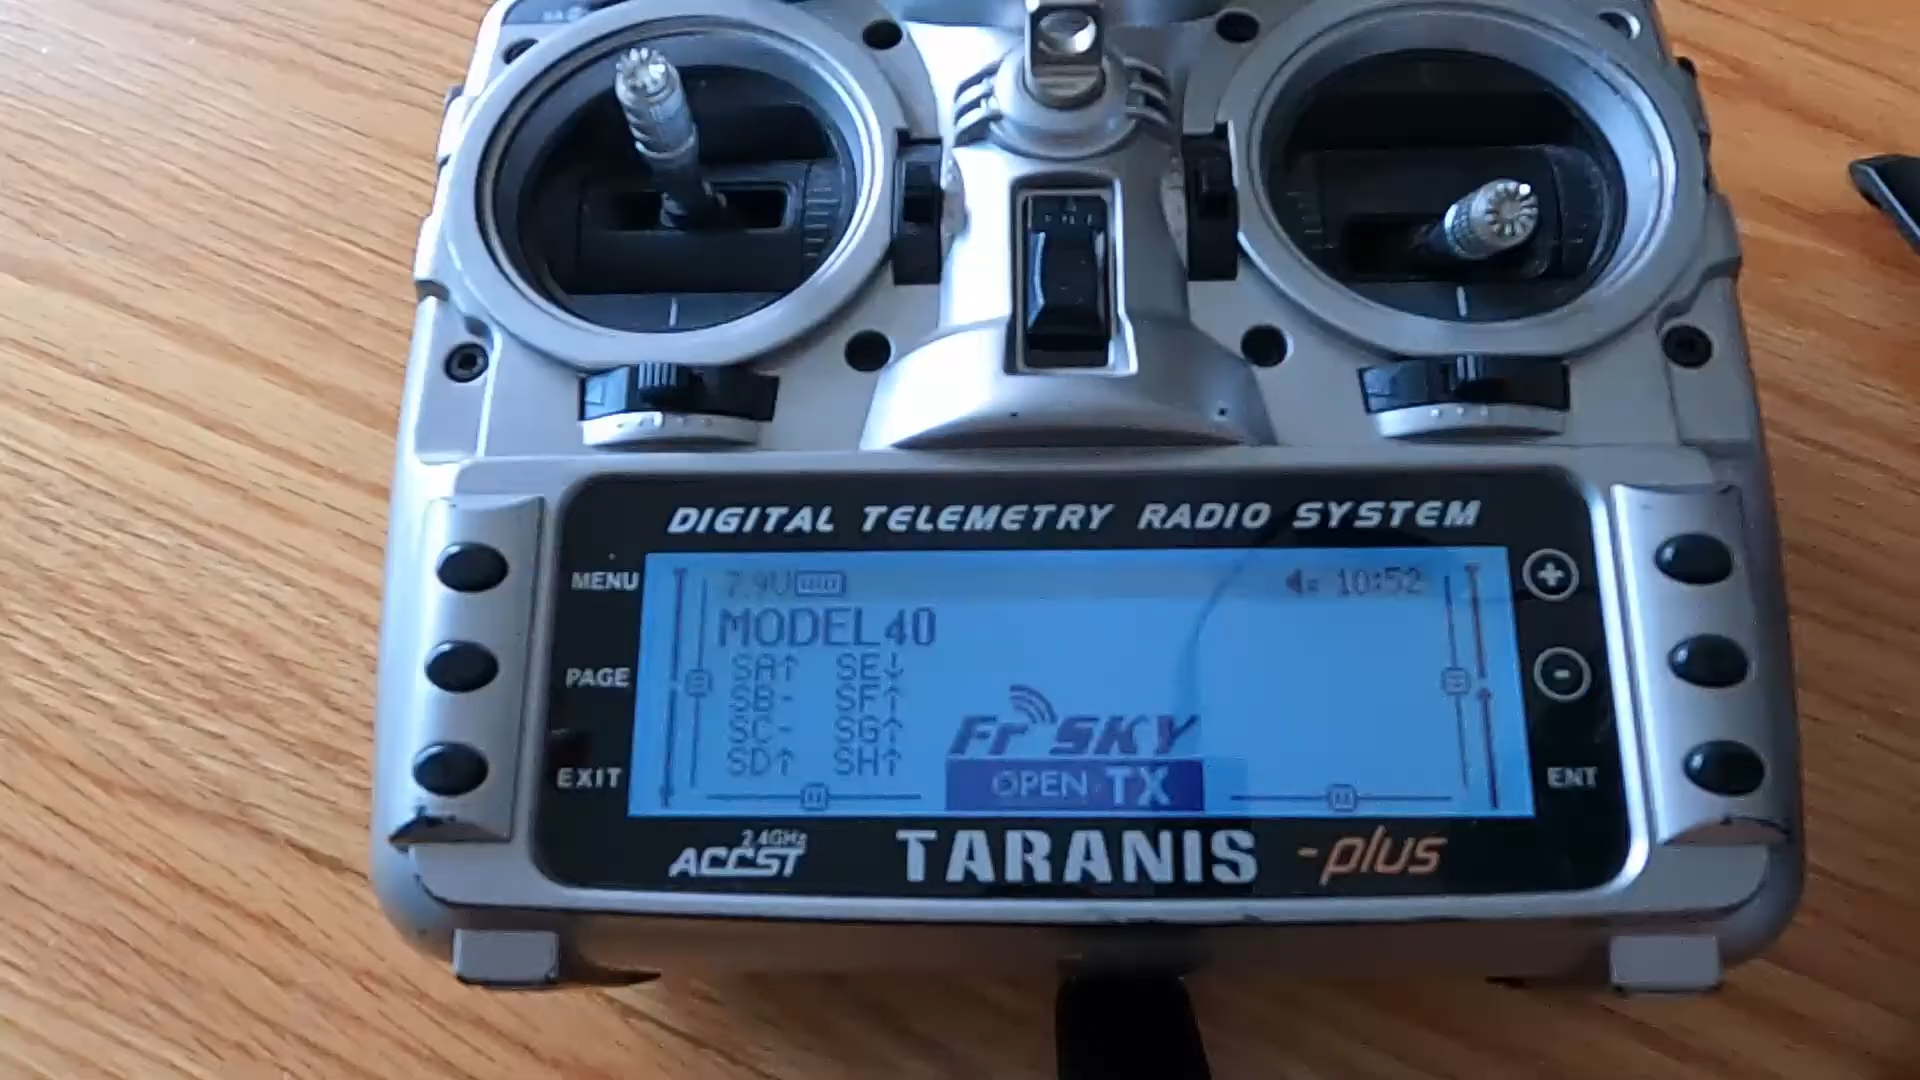 DIGITAL TELEMETRY RADIO SYSTEM
MENU
PAGE
EXIT
7.9V
10:52
MODEL40
SA↑ SE↓
SB- SF↑
SC- SG↑
SD↑ SH↑
FrSKY
OPEN TX
+
-
ENT
2.4GHz
ACCST
TARANIS -plus